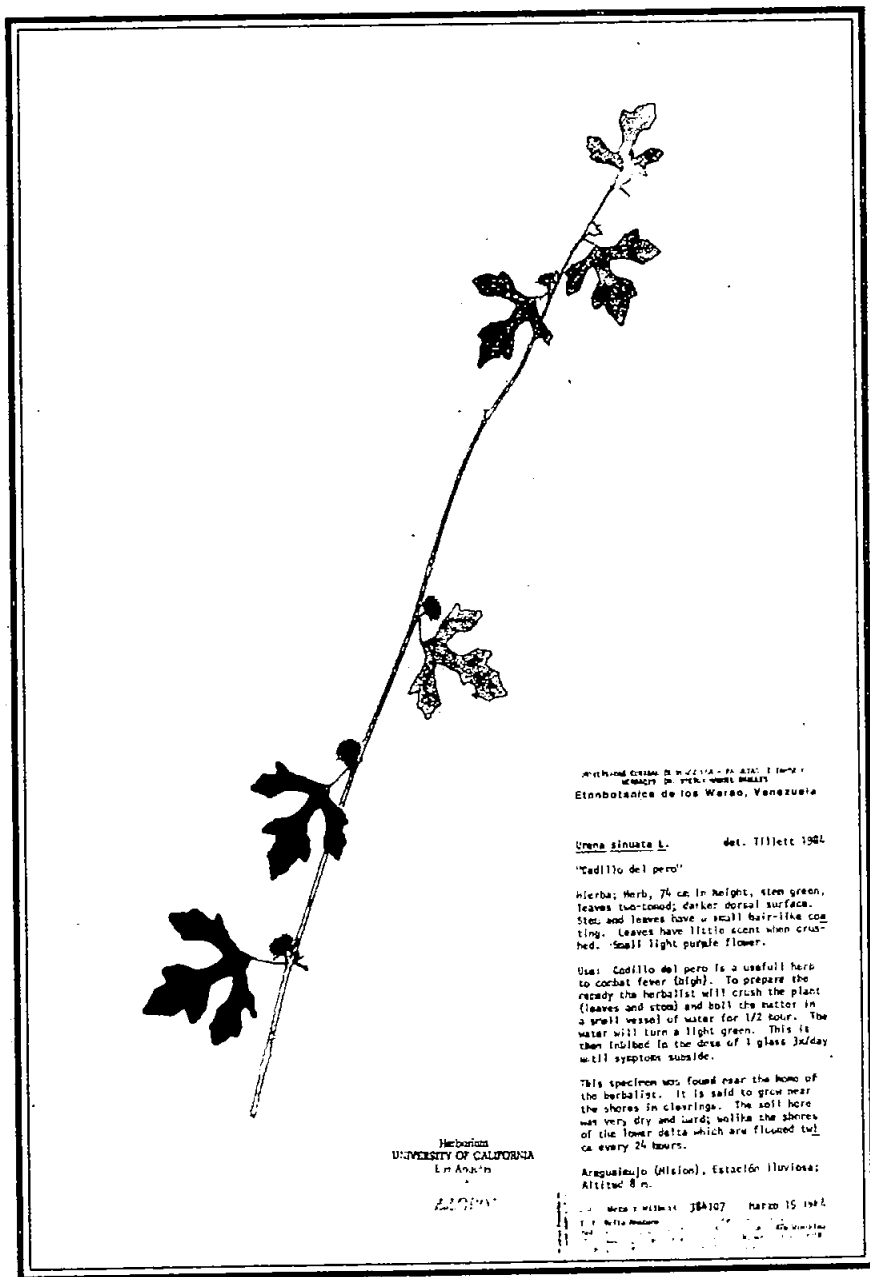 Etnobotánica de los Warao, Venezuela
Urena sinuata L. det. Tillett 1984
"Cadillo del pero"
Hierba; Herb, 74 cm in height, stem green,
leaves two-toned; darker dorsal surface.
Stem and leaves have a small hair-like coa
ting. Leaves have little scent when crus-
hed. Small light purple flower.
Use: Cadillo del pero is a usefull herb
to combat fever (high). To prepare the
remedy the herbalist will crush the plant
(leaves and stem) and boil the matter in
a small vessel of water for 1/2 hour. The
water will turn a light green. This is
then imbibed in the dose of 1 glass 3x/day
until symptoms subside.
This specimen was found near the home of
the herbalist. It is said to grow near
the shores in clearings. The soil here
was very dry and hard; unlike the shores
of the lower delta which are flooded twi
ce every 24 hours.
Araguaimujo (Mision), Estación lluviosa;
Altitud 8 m.
Marzo 15 1984
Herbarium
UNIVERSITY OF CALIFORNIA
Los Angeles